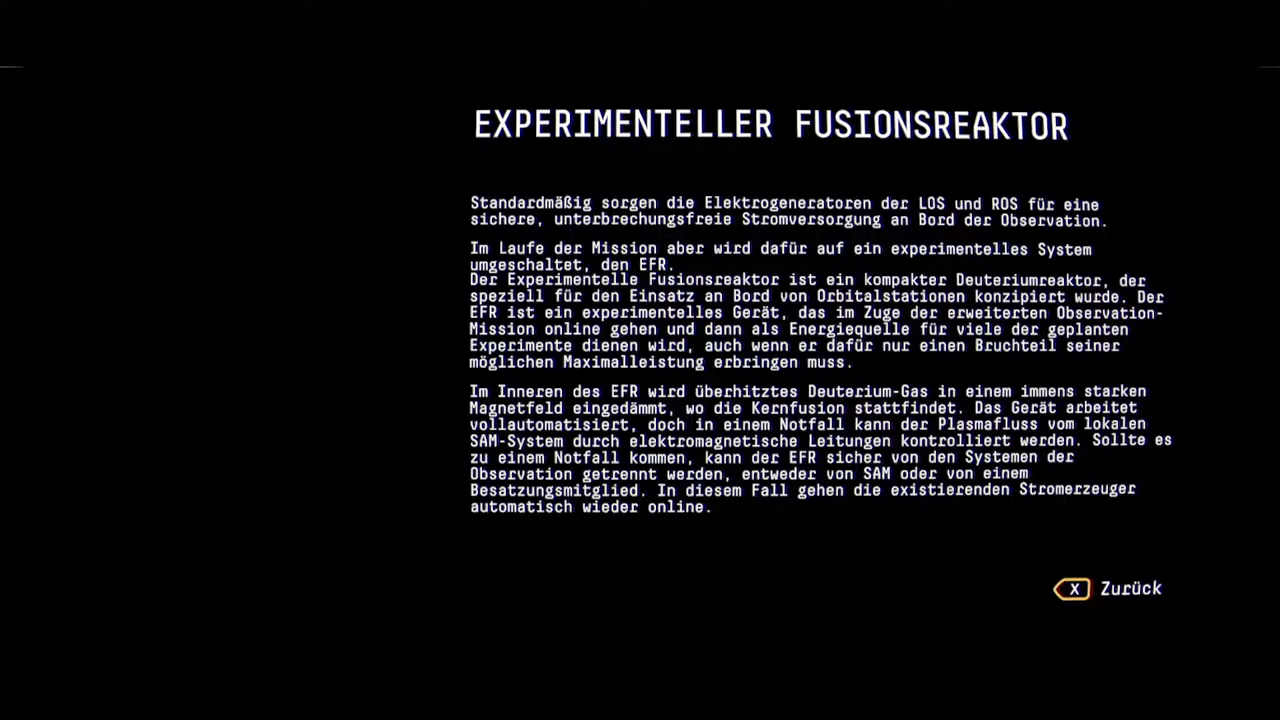 EXPERIMENTELLER FUSIONSREAKTOR
Standardmäßig sorgen die Elektrogeneratoren der LOS und ROS für eine
sichere, unterbrechungsfreie Stromversorgung an Bord der Observation.
Im Laufe der Mission aber wird dafür auf ein experimentelles System
umgeschaltet, den EFR.
Der Experimentelle Fusionsreaktor ist ein kompakter Deuteriumreaktor, der
speziell für den Einsatz an Bord von Orbitalstationen konzipiert wurde. Der
EFR ist ein experimentelles Gerät, das im Zuge der erweiterten Observation-
Mission online gehen und dann als Energiequelle für viele der geplanten
Experimente dienen wird, auch wenn er dafür nur einen Bruchteil seiner
möglichen Maximalleistung erbringen muss.
Im Inneren des EFR wird überhitztes Deuterium-Gas in einem immens starken
Magnetfeld eingedämmt, wo die Kernfusion stattfindet. Das Gerät arbeitet
vollautomatisiert, doch in einem Notfall kann der Plasmafluss vom lokalen
SAM-System durch elektromagnetische Leitungen kontrolliert werden. Sollte es
zu einem Notfall kommen, kann der EFR sicher von den Systemen der
Observation getrennt werden, entweder von SAM oder von einem
Besatzungsmitglied. In diesem Fall gehen die existierenden Stromerzeuger
automatisch wieder online.
X Zurück